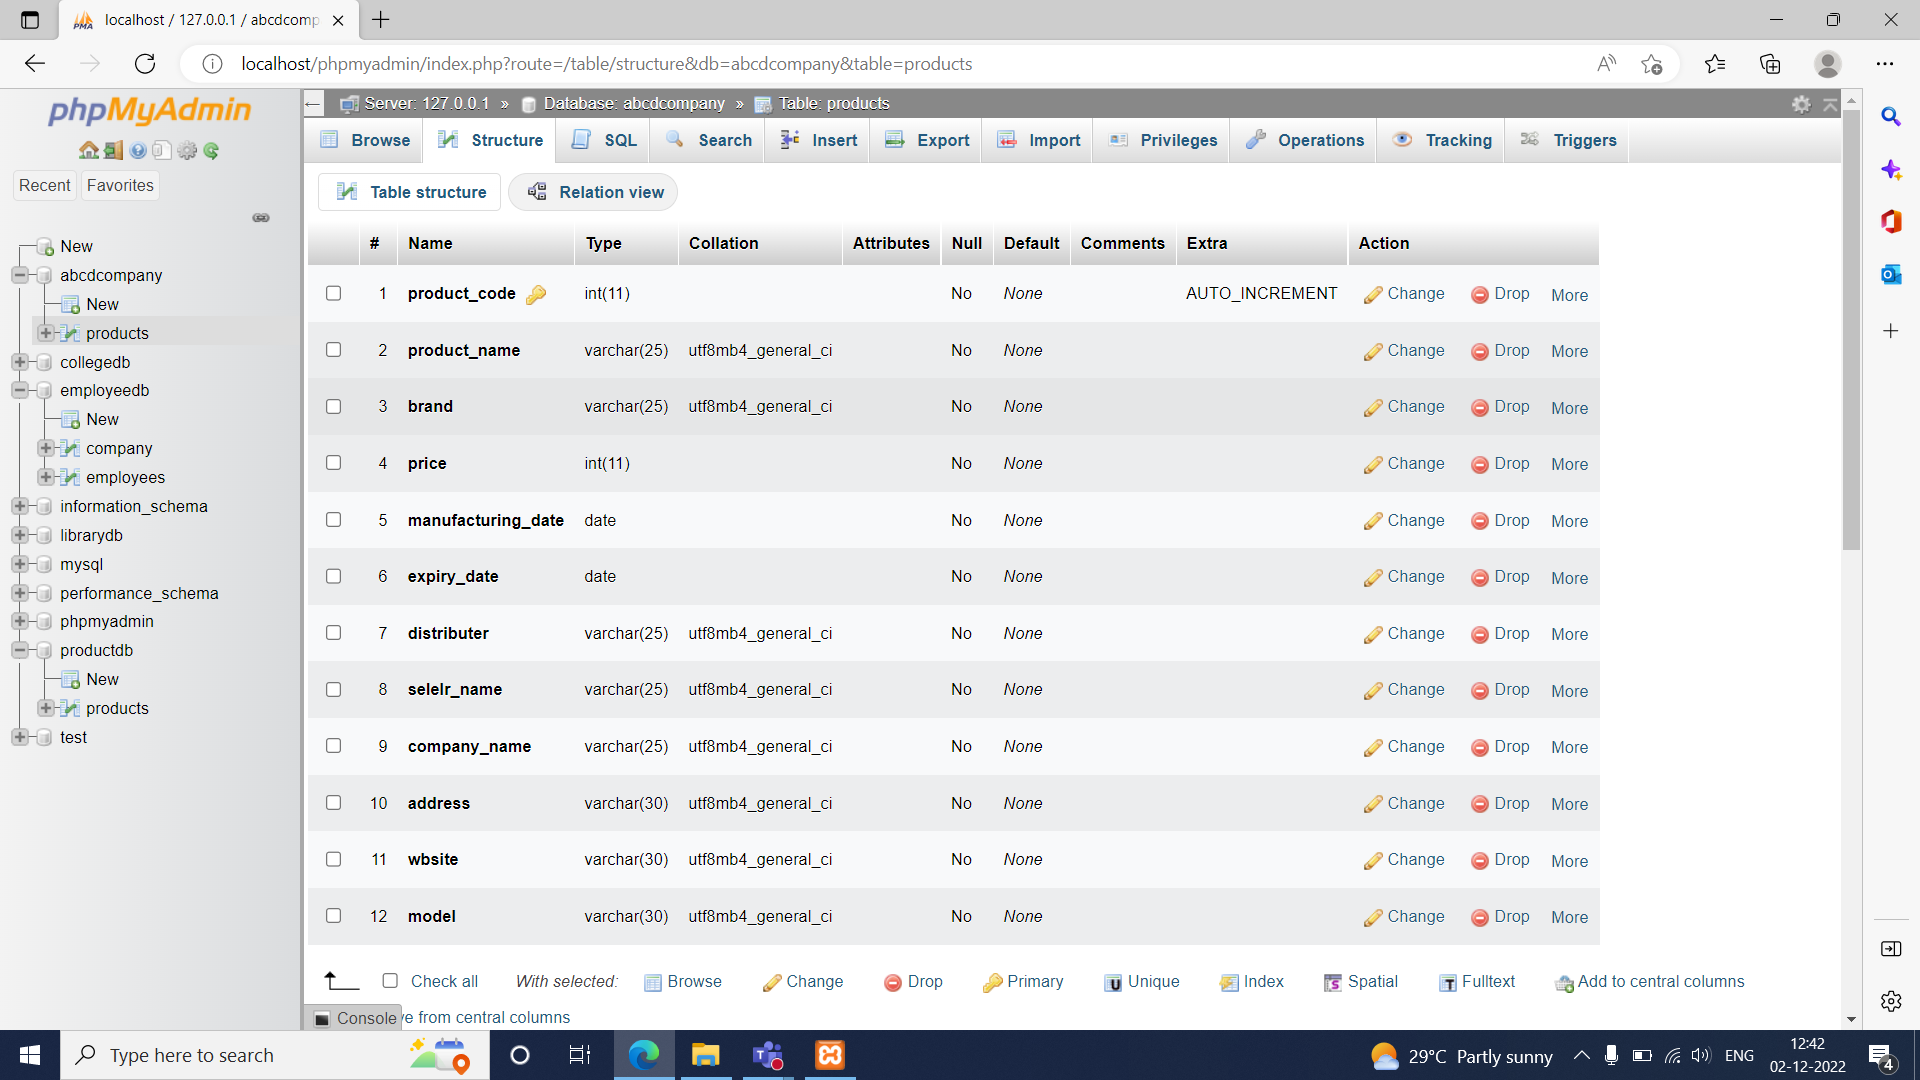 localhost / 127.0.0.1 / abcdcomp
localhost/phpmyadmin/index.php?route=/table/structure&db=abcdcompany&table=products
phpMyAdmin
Recent Favorites
New
abcdcompany
New
products
collegedb
employeedb
New
company
employees
information_schema
librarydb
mysql
performance_schema
phpmyadmin
productdb
New
products
test
Server: 127.0.0.1 » Database: abcdcompany » Table: products
Browse Structure SQL Search Insert Export Import Privileges Operations Tracking Triggers
Table structure Relation view
# Name Type Collation Attributes Null Default Comments Extra Action
1 product_code int(11) No None AUTO_INCREMENT Change Drop More
2 product_name varchar(25) utf8mb4_general_ci No None Change Drop More
3 brand varchar(25) utf8mb4_general_ci No None Change Drop More
4 price int(11) No None Change Drop More
5 manufacturing_date date No None Change Drop More
6 expiry_date date No None Change Drop More
7 distributer varchar(25) utf8mb4_general_ci No None Change Drop More
8 selelr_name varchar(25) utf8mb4_general_ci No None Change Drop More
9 company_name varchar(25) utf8mb4_general_ci No None Change Drop More
10 address varchar(30) utf8mb4_general_ci No None Change Drop More
11 wbsite varchar(30) utf8mb4_general_ci No None Change Drop More
12 model varchar(30) utf8mb4_general_ci No None Change Drop More
Check all With selected: Browse Change Drop Primary Unique Index Spatial Fulltext Add to central columns
Console ve from central columns
Type here to search
29°C Partly sunny
ENG
12:42
02-12-2022
4